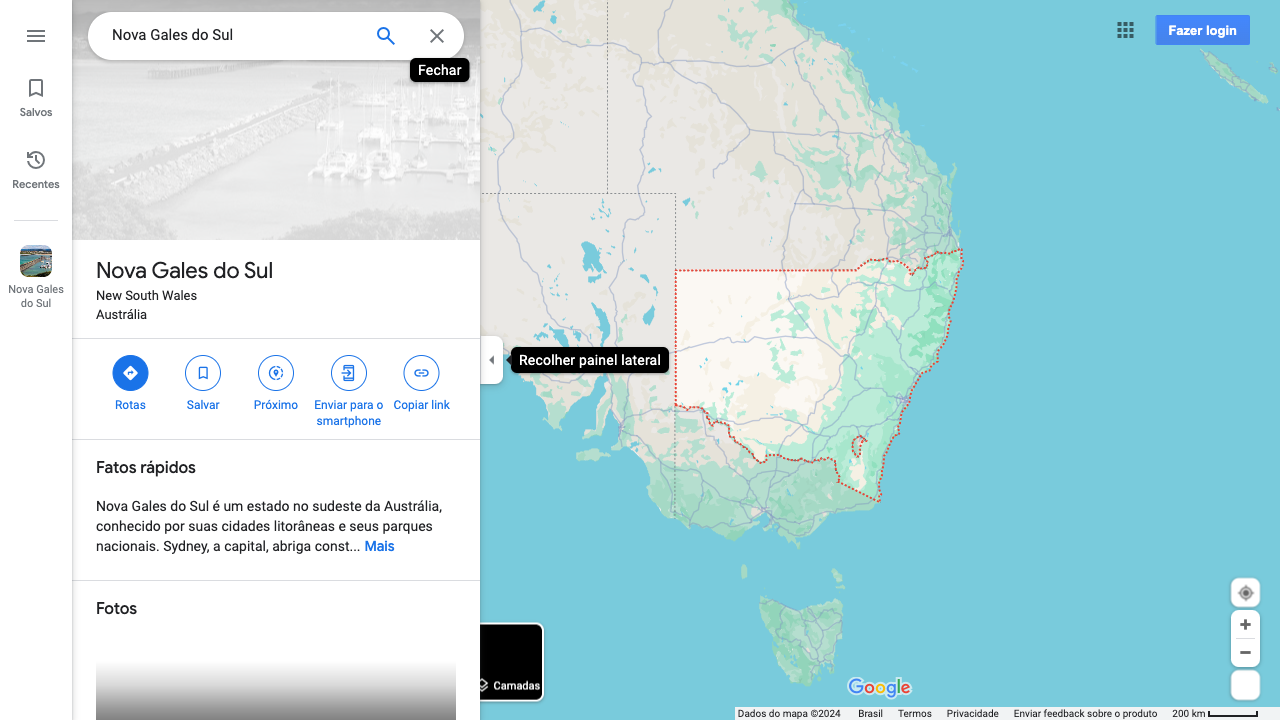 Nova Gales do Sul
Fechar
Fazer login
Salvos
Recentes
Nova Gales
do Sul
Nova Gales do Sul
New South Wales
Austrália
Recolher painel lateral
Rotas
Salvar
Próximo
Enviar para o
smartphone
Copiar link
Fatos rápidos
Nova Gales do Sul é um estado no sudeste da Austrália,
conhecido por suas cidades litorâneas e seus parques
nacionais. Sydney, a capital, abriga const... Mais
Fotos
Camadas
Google
Dados do mapa ©2024 Brasil Termos Privacidade Enviar feedback sobre o produto 200 km